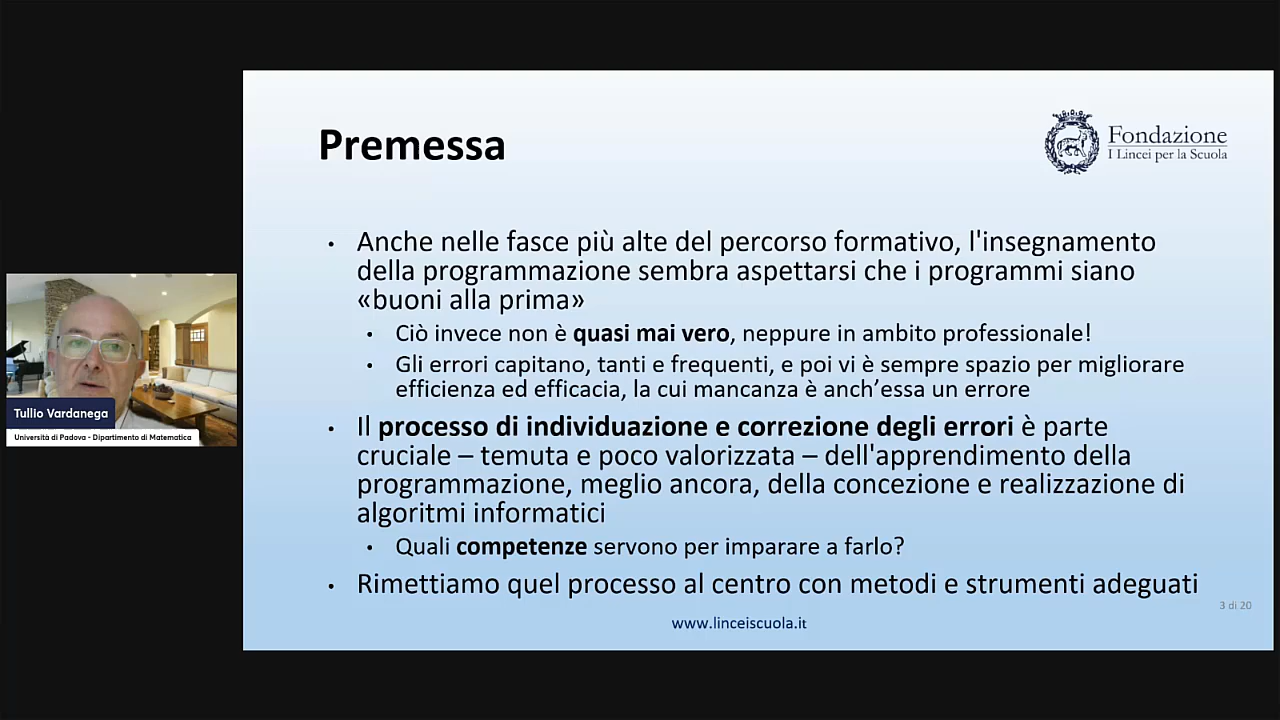 Premessa
Fondazione
I Lincei per la Scuola
• Anche nelle fasce più alte del percorso formativo, l'insegnamento
della programmazione sembra aspettarsi che i programmi siano
«buoni alla prima»
• Ciò invece non è quasi mai vero, neppure in ambito professionale!
• Gli errori capitano, tanti e frequenti, e poi vi è sempre spazio per migliorare
efficienza ed efficacia, la cui mancanza è anch’essa un errore
• Il processo di individuazione e correzione degli errori è parte
cruciale – temuta e poco valorizzata – dell'apprendimento della
programmazione, meglio ancora, della concezione e realizzazione di
algoritmi informatici
• Quali competenze servono per imparare a farlo?
• Rimettiamo quel processo al centro con metodi e strumenti adeguati
3 di 20
www.linceiscuola.it
Tullio Vardanega
Università di Padova - Dipartimento di Matematica